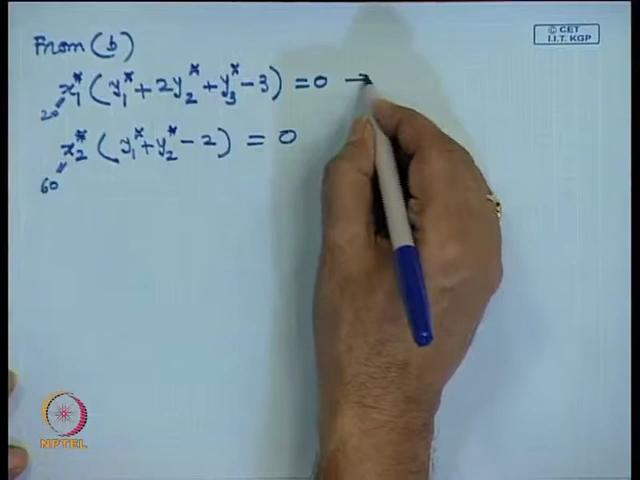 From (b)
© CET
I.I.T. KGP
x₁* (y₁* + 2y₂* + y₃* - 3) = 0 →
20
x₂* (y₁* + y₂* - 2) = 0
60
NPTEL